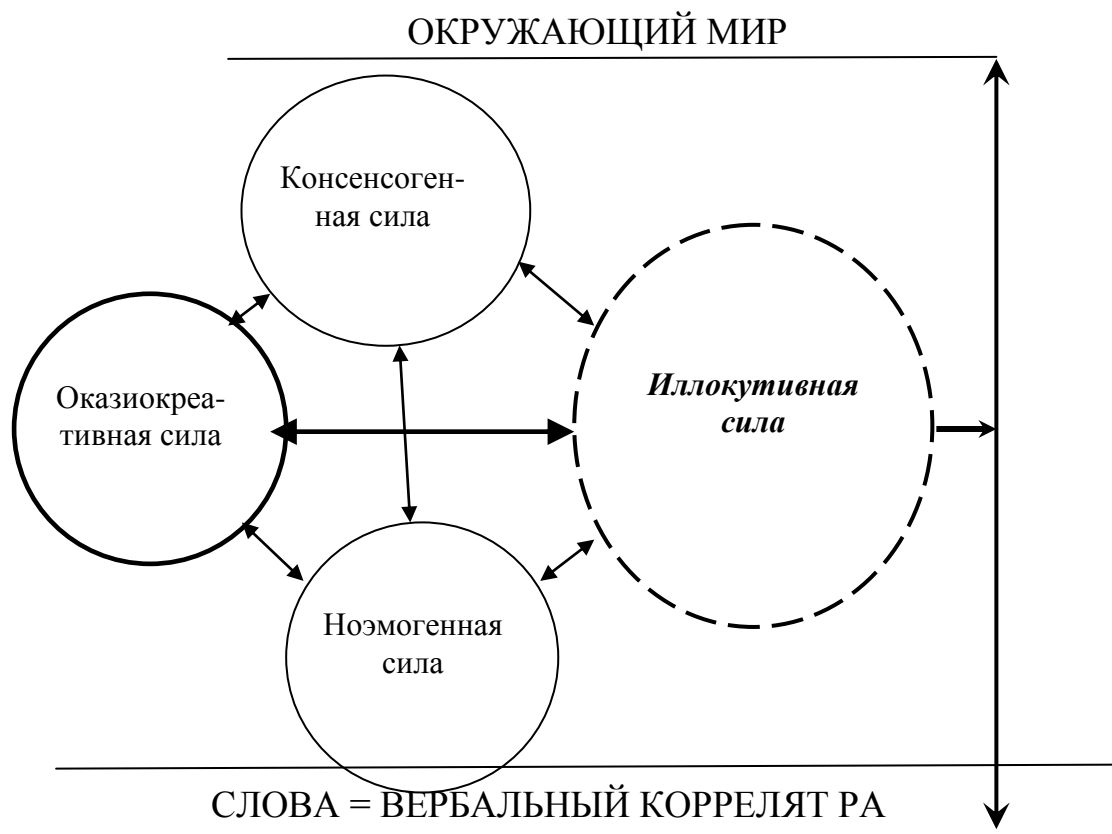 ОКРУЖАЮЩИЙ МИР
Консенсоген-
ная сила
Оказиокреа-
тивная сила
Иллокутивная
сила
Ноэмогенная
сила
СЛОВА = ВЕРБАЛЬНЫЙ КОРРЕЛЯТ РА